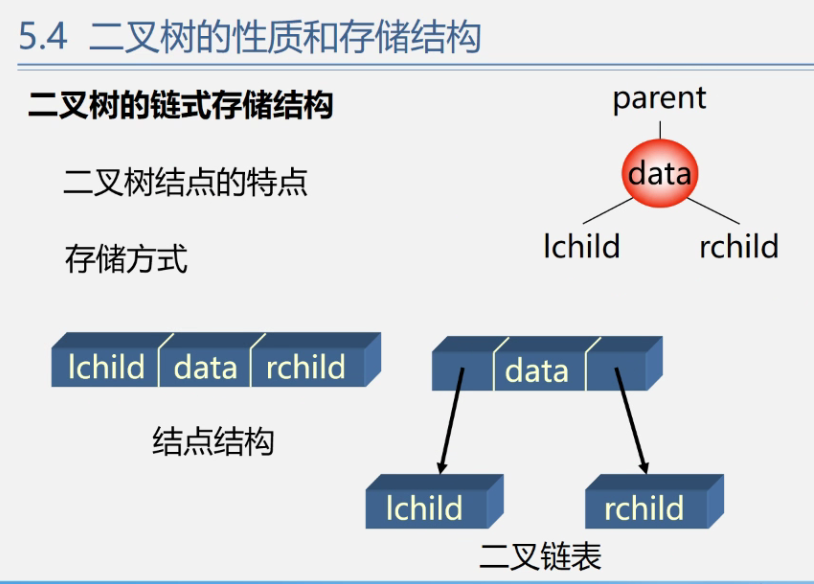 5.4 二叉树的性质和存储结构
二叉树的链式存储结构
parent
二叉树结点的特点
data
存储方式
lchild rchild
lchild data rchild
data
结点结构
lchild rchild
二叉链表